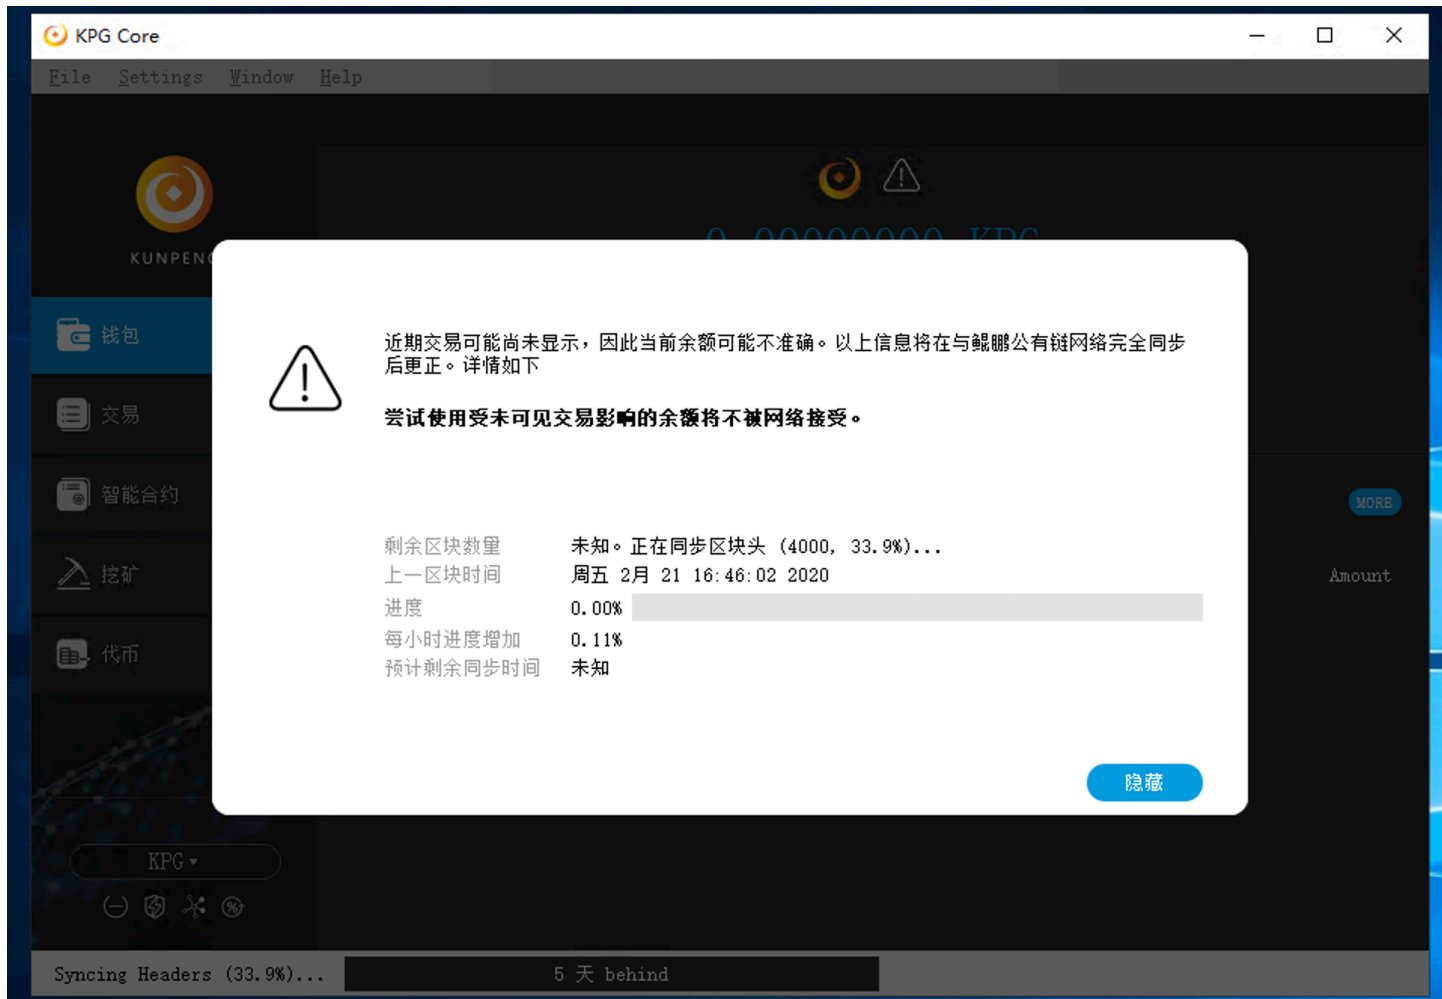 KPG Core
File Settings Window Help
KUNPENG
0.00000000 KPG
钱包
交易
智能合约
挖矿
代币
近期交易可能尚未显示，因此当前余额可能不准确。以上信息将在与鲲鹏公有链网络完全同步
后更正。详情如下
尝试使用受未可见交易影响的余额将不被网络接受。
剩余区块数量 未知。正在同步区块头 (4000, 33.9%)...
上一区块时间 周五 2月 21 16:46:02 2020
进度 0.00%
每小时进度增加 0.11%
预计剩余同步时间 未知
隐藏
MORE
Amount
KPG
Syncing Headers (33.9%)... 5 天 behind